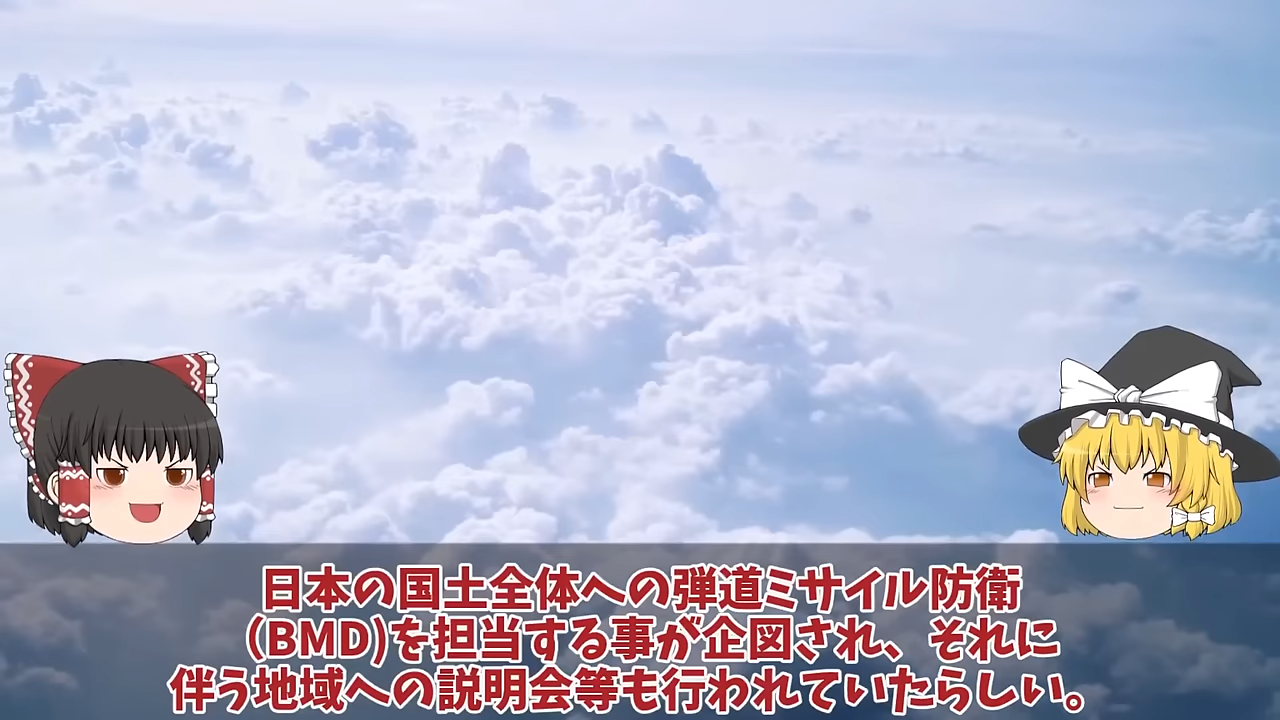 日本の国土全体への弾道ミサイル防衛
(BMD)を担当する事が企図され、それに
伴う地域への説明会等も行われていたらしい。